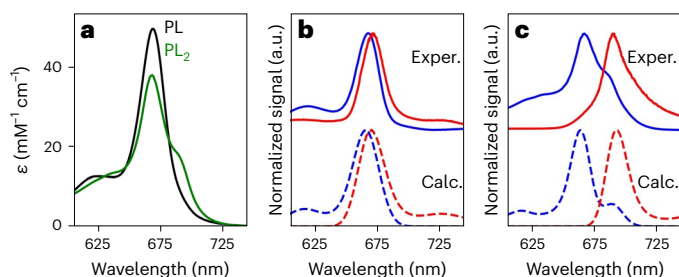 a
PL
PL2
ε (mM−1 cm−1)
40
20
0
625
675
725
Wavelength (nm)
b
Exper.
Calc.
Normalized signal (a.u.)
625
675
725
Wavelength (nm)
c
Exper.
Calc.
Normalized signal (a.u.)
625
675
725
Wavelength (nm)